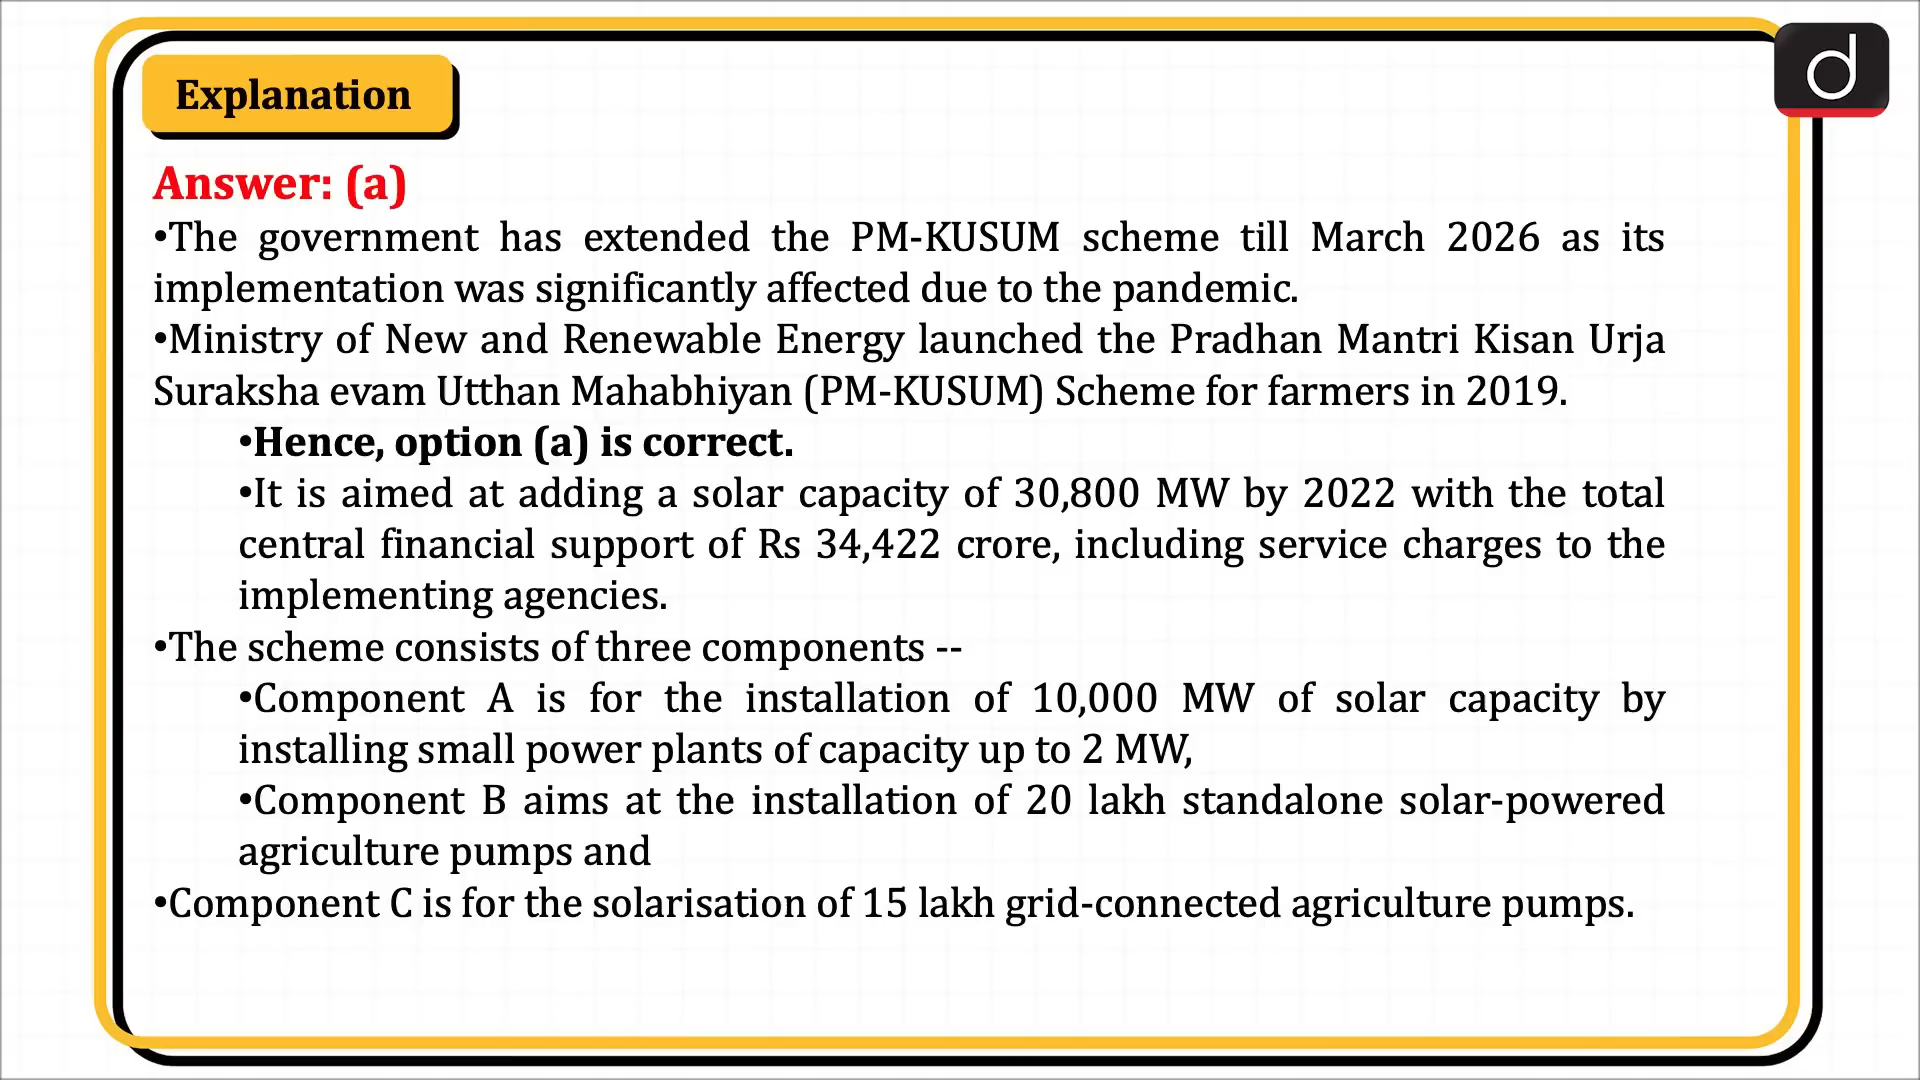 Explanation
Answer: (a)
•The government has extended the PM-KUSUM scheme till March 2026 as its
implementation was significantly affected due to the pandemic.
•Ministry of New and Renewable Energy launched the Pradhan Mantri Kisan Urja
Suraksha evam Utthan Mahabhiyan (PM-KUSUM) Scheme for farmers in 2019.
•Hence, option (a) is correct.
•It is aimed at adding a solar capacity of 30,800 MW by 2022 with the total
central financial support of Rs 34,422 crore, including service charges to the
implementing agencies.
•The scheme consists of three components --
•Component A is for the installation of 10,000 MW of solar capacity by
installing small power plants of capacity up to 2 MW,
•Component B aims at the installation of 20 lakh standalone solar-powered
agriculture pumps and
•Component C is for the solarisation of 15 lakh grid-connected agriculture pumps.
d